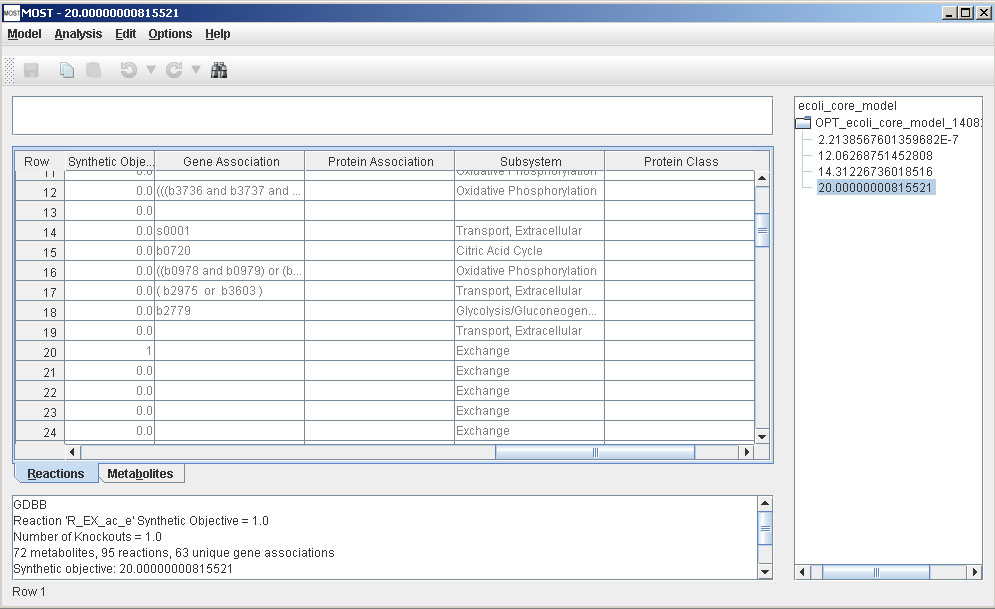 MOST MOST - 20.00000000815521
Model Analysis Edit Options Help
ecoli_core_model
OPT_ecoli_core_model_1408
2.2138567601359682E-7
12.06268751452808
14.31226736018516
20.00000000815521
Row Synthetic Obje... Gene Association Protein Association Subsystem Protein Class
11 0.0 Oxidative Phosphorylation
12 0.0 (((b3736 and b3737 and ... Oxidative Phosphorylation
13 0.0
14 0.0 s0001 Transport, Extracellular
15 0.0 b0720 Citric Acid Cycle
16 0.0 ((b0978 and b0979) or (b... Oxidative Phosphorylation
17 0.0 ( b2975 or b3603 ) Transport, Extracellular
18 0.0 b2779 Glycolysis/Gluconeogen...
19 0.0 Transport, Extracellular
20 1 Exchange
21 0.0 Exchange
22 0.0 Exchange
23 0.0 Exchange
24 0.0 Exchange
Reactions Metabolites
GDBB
Reaction 'R_EX_ac_e' Synthetic Objective = 1.0
Number of Knockouts = 1.0
72 metabolites, 95 reactions, 63 unique gene associations
Synthetic objective: 20.00000000815521
Row 1